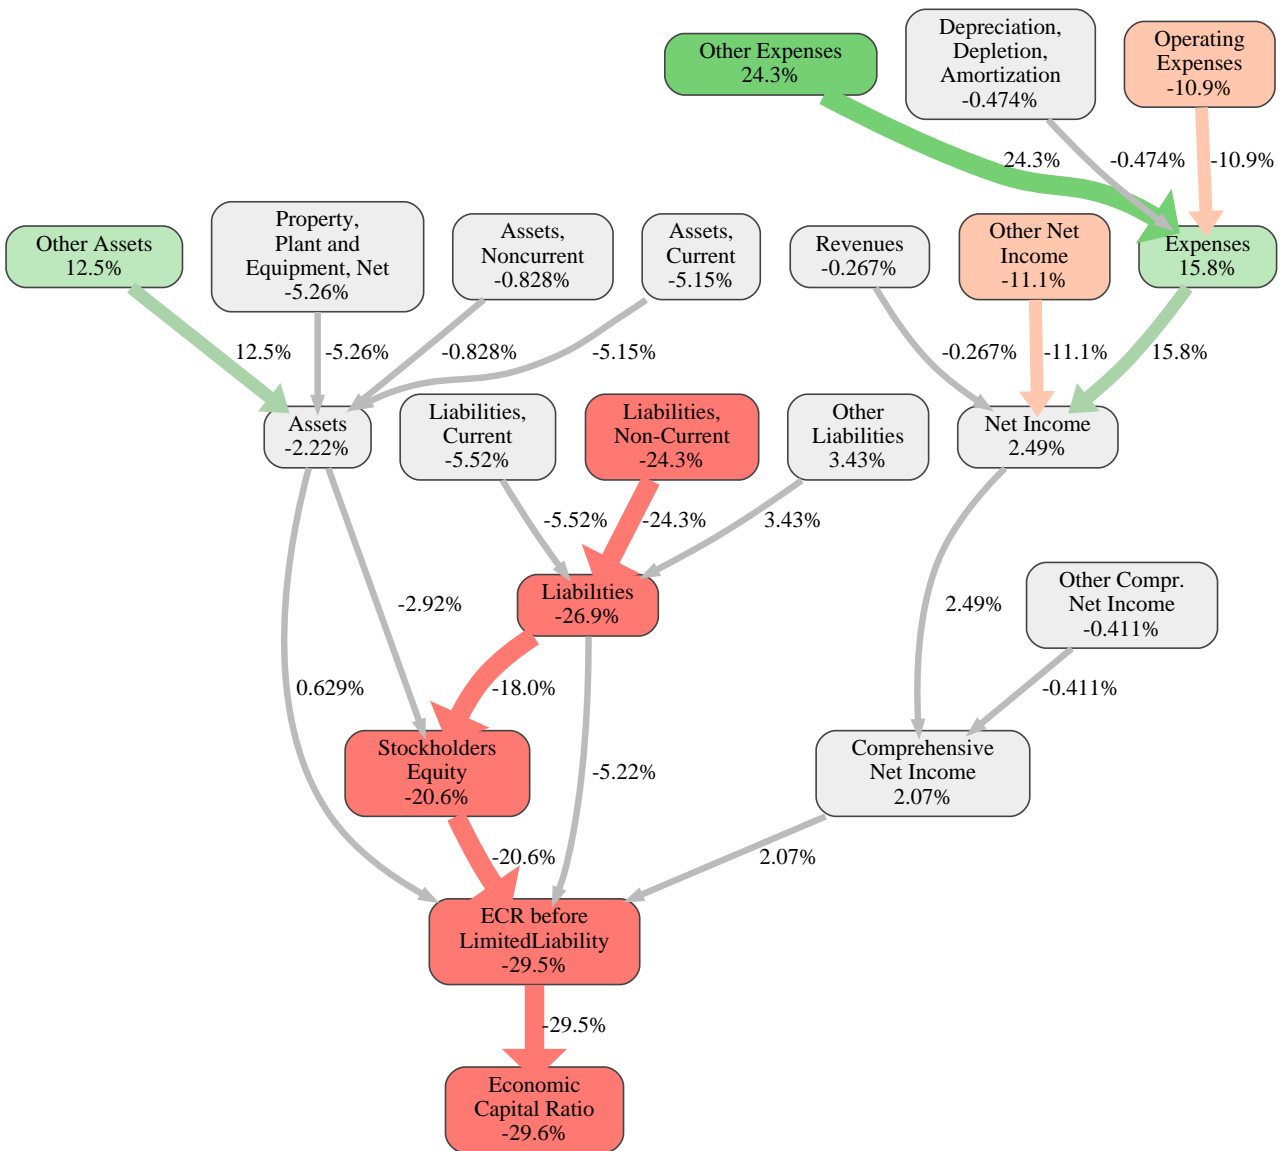 Other Expenses
24.3%
Depreciation,
Depletion,
Amortization
-0.474%
Operating
Expenses
-10.9%
24.3%
-0.474%
-10.9%
Other Assets
12.5%
Property,
Plant and
Equipment, Net
-5.26%
Assets,
Noncurrent
-0.828%
Assets,
Current
-5.15%
Revenues
-0.267%
Other Net
Income
-11.1%
Expenses
15.8%
12.5%
-5.26%
-0.828%
-5.15%
-0.267%
-11.1%
15.8%
Assets
-2.22%
Liabilities,
Current
-5.52%
Liabilities,
Non-Current
-24.3%
Other
Liabilities
3.43%
Net Income
2.49%
-5.52%
-24.3%
3.43%
Liabilities
-26.9%
-2.92%
2.49%
Other Compr.
Net Income
-0.411%
0.629%
-18.0%
-0.411%
Stockholders
Equity
-20.6%
-5.22%
Comprehensive
Net Income
2.07%
-20.6%
2.07%
ECR before
LimitedLiability
-29.5%
-29.5%
Economic
Capital Ratio
-29.6%